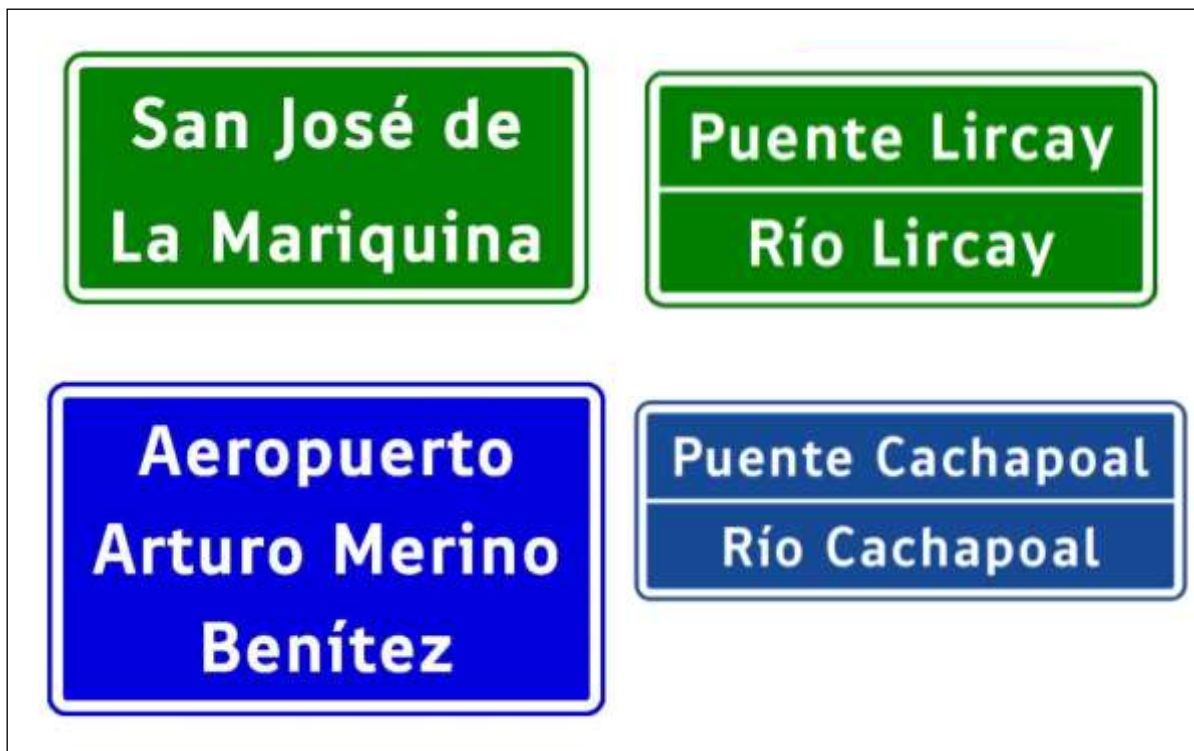 San José de
La Mariquina
Puente Lircay
Río Lircay
Aeropuerto
Arturo Merino
Benítez
Puente Cachapoal
Río Cachapoal